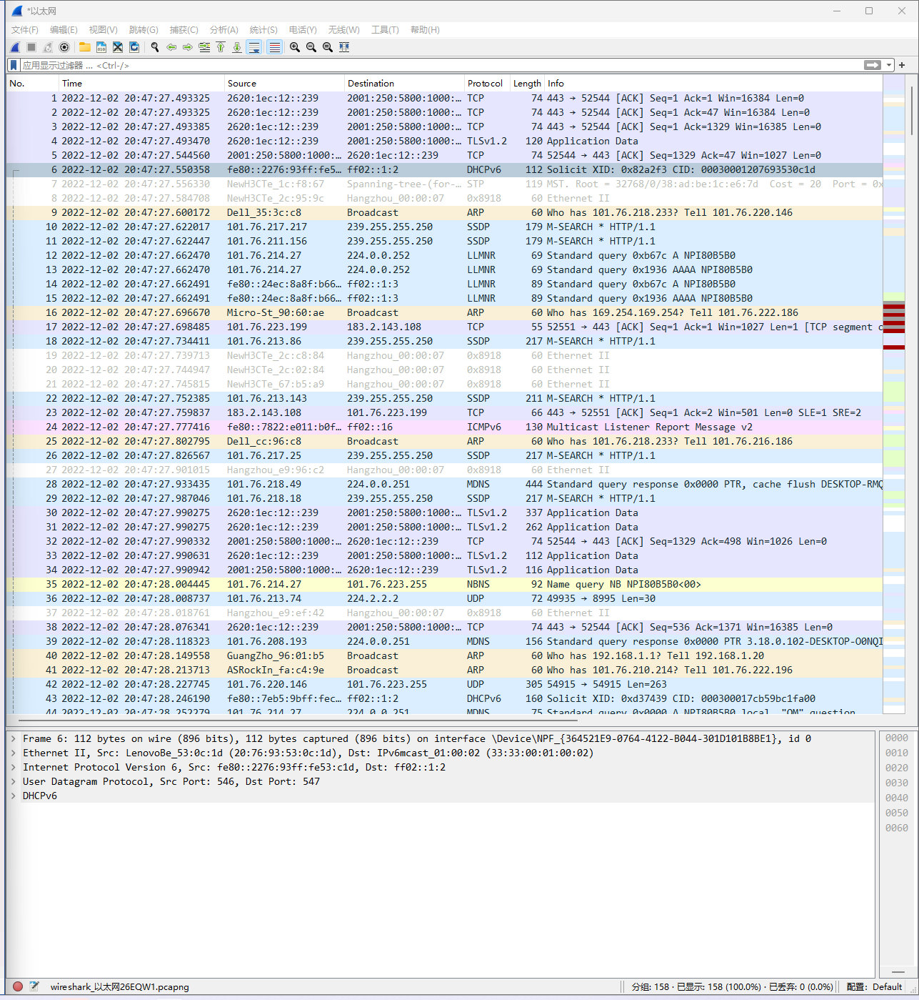 *以太网
文件(F) 编辑(E) 视图(V) 跳转(G) 捕获(C) 分析(A) 统计(S) 电话(Y) 无线(W) 工具(T) 帮助(H)
应用显示过滤器 … <Ctrl-/>
No. Time Source Destination Protocol Length Info
1 2022-12-02 20:47:27.493325 2620:1ec:12::239 2001:250:5800:1000:… TCP 74 443 → 52544 [ACK] Seq=1 Ack=1 Win=16384 Len=0
2 2022-12-02 20:47:27.493325 2620:1ec:12::239 2001:250:5800:1000:… TCP 74 443 → 52544 [ACK] Seq=1 Ack=47 Win=16384 Len=0
3 2022-12-02 20:47:27.493385 2620:1ec:12::239 2001:250:5800:1000:… TCP 74 443 → 52544 [ACK] Seq=1 Ack=1329 Win=16385 Len=0
4 2022-12-02 20:47:27.493470 2620:1ec:12::239 2001:250:5800:1000:… TLSv1.2 120 Application Data
5 2022-12-02 20:47:27.544560 2001:250:5800:1000:… 2620:1ec:12::239 TCP 74 52544 → 443 [ACK] Seq=1329 Ack=47 Win=1027 Len=0
6 2022-12-02 20:47:27.550358 fe80::2276:93ff:fe5… ff02::1:2 DHCPv6 112 Solicit XID: 0x82a2f3 CID: 00030001207693530c1d
7 2022-12-02 20:47:27.556330 NewH3CTe_1c:f8:67 Spanning-tree-(for-… STP 119 MST. Root = 32768/0/38:ad:be:1c:e6:7d Cost = 20 Port = 0x
8 2022-12-02 20:47:27.584708 NewH3CTe_2c:95:9c Hangzhou_00:00:07 0x8918 60 Ethernet II
9 2022-12-02 20:47:27.600172 Dell_35:3c:c8 Broadcast ARP 60 Who has 101.76.218.233? Tell 101.76.220.146
10 2022-12-02 20:47:27.622017 101.76.217.217 239.255.255.250 SSDP 179 M-SEARCH * HTTP/1.1
11 2022-12-02 20:47:27.622447 101.76.211.156 239.255.255.250 SSDP 179 M-SEARCH * HTTP/1.1
12 2022-12-02 20:47:27.662470 101.76.214.27 224.0.0.252 LLMNR 69 Standard query 0xb67c A NPI80B5B0
13 2022-12-02 20:47:27.662470 101.76.214.27 224.0.0.252 LLMNR 69 Standard query 0x1936 AAAA NPI80B5B0
14 2022-12-02 20:47:27.662491 fe80::24ec:8a8f:b66… ff02::1:3 LLMNR 89 Standard query 0xb67c A NPI80B5B0
15 2022-12-02 20:47:27.662491 fe80::24ec:8a8f:b66… ff02::1:3 LLMNR 89 Standard query 0x1936 AAAA NPI80B5B0
16 2022-12-02 20:47:27.696670 Micro-St_90:60:ae Broadcast ARP 60 Who has 169.254.169.254? Tell 101.76.222.186
17 2022-12-02 20:47:27.698485 101.76.223.199 183.2.143.108 TCP 55 52551 → 443 [ACK] Seq=1 Ack=1 Win=1027 Len=1 [TCP segment o
18 2022-12-02 20:47:27.734411 101.76.213.86 239.255.255.250 SSDP 217 M-SEARCH * HTTP/1.1
19 2022-12-02 20:47:27.739713 NewH3CTe_2c:c8:84 Hangzhou_00:00:07 0x8918 60 Ethernet II
20 2022-12-02 20:47:27.744947 NewH3CTe_2c:02:84 Hangzhou_00:00:07 0x8918 60 Ethernet II
21 2022-12-02 20:47:27.745815 NewH3CTe_67:b5:a9 Hangzhou_00:00:07 0x8918 60 Ethernet II
22 2022-12-02 20:47:27.752385 101.76.213.143 239.255.255.250 SSDP 211 M-SEARCH * HTTP/1.1
23 2022-12-02 20:47:27.759837 183.2.143.108 101.76.223.199 TCP 66 443 → 52551 [ACK] Seq=1 Ack=2 Win=501 Len=0 SLE=1 SRE=2
24 2022-12-02 20:47:27.777416 fe80::7822:e011:b0f… ff02::16 ICMPv6 130 Multicast Listener Report Message v2
25 2022-12-02 20:47:27.802795 Dell_cc:96:c8 Broadcast ARP 60 Who has 101.76.218.233? Tell 101.76.216.186
26 2022-12-02 20:47:27.826567 101.76.217.25 239.255.255.250 SSDP 217 M-SEARCH * HTTP/1.1
27 2022-12-02 20:47:27.901015 Hangzhou_e9:96:c2 Hangzhou_00:00:07 0x8918 60 Ethernet II
28 2022-12-02 20:47:27.933435 101.76.218.49 224.0.0.251 MDNS 444 Standard query response 0x0000 PTR, cache flush DESKTOP-RMQ
29 2022-12-02 20:47:27.987046 101.76.218.18 239.255.255.250 SSDP 217 M-SEARCH * HTTP/1.1
30 2022-12-02 20:47:27.990275 2620:1ec:12::239 2001:250:5800:1000:… TLSv1.2 337 Application Data
31 2022-12-02 20:47:27.990275 2620:1ec:12::239 2001:250:5800:1000:… TLSv1.2 262 Application Data
32 2022-12-02 20:47:27.990332 2001:250:5800:1000:… 2620:1ec:12::239 TCP 74 52544 → 443 [ACK] Seq=1329 Ack=498 Win=1026 Len=0
33 2022-12-02 20:47:27.990631 2620:1ec:12::239 2001:250:5800:1000:… TLSv1.2 112 Application Data
34 2022-12-02 20:47:27.990942 2001:250:5800:1000:… 2620:1ec:12::239 TLSv1.2 116 Application Data
35 2022-12-02 20:47:28.004445 101.76.214.27 101.76.223.255 NBNS 92 Name query NB NPI80B5B0<00>
36 2022-12-02 20:47:28.008737 101.76.213.74 224.2.2.2 UDP 72 49935 → 8995 Len=30
37 2022-12-02 20:47:28.018761 Hangzhou_e9:ef:42 Hangzhou_00:00:07 0x8918 60 Ethernet II
38 2022-12-02 20:47:28.076341 2620:1ec:12::239 2001:250:5800:1000:… TCP 74 443 → 52544 [ACK] Seq=536 Ack=1371 Win=16385 Len=0
39 2022-12-02 20:47:28.118323 101.76.208.193 224.0.0.251 MDNS 156 Standard query response 0x0000 PTR 3.18.0.102-DESKTOP-O0NQI
40 2022-12-02 20:47:28.149558 GuangZho_96:01:b5 Broadcast ARP 60 Who has 192.168.1.1? Tell 192.168.1.20
41 2022-12-02 20:47:28.213713 ASRockIn_fa:c4:9e Broadcast ARP 60 Who has 101.76.210.214? Tell 101.76.222.196
42 2022-12-02 20:47:28.227745 101.76.220.146 101.76.223.255 UDP 305 54915 → 54915 Len=263
43 2022-12-02 20:47:28.246190 fe80::7eb5:9bff:fec… ff02::1:2 DHCPv6 160 Solicit XID: 0xd37439 CID: 000300017cb59bc1fa00
44 2022-12-02 20:47:28.252279 101.76.214.27 224.0.0.251 MDNS 75 Standard query 0x0000 A NPI80B5B0.local, "QM" question
Frame 6: 112 bytes on wire (896 bits), 112 bytes captured (896 bits) on interface \Device\NPF_{364521E9-0764-4122-B044-301D101B8BE1}, id 0
Ethernet II, Src: LenovoBe_53:0c:1d (20:76:93:53:0c:1d), Dst: IPv6mcast_01:00:02 (33:33:00:01:00:02)
Internet Protocol Version 6, Src: fe80::2276:93ff:fe53:c1d, Dst: ff02::1:2
User Datagram Protocol, Src Port: 546, Dst Port: 547
DHCPv6
0000
0010
0020
0030
0040
0050
0060
wireshark_以太网26EQW1.pcapng 分组: 158 · 已显示: 158 (100.0%) · 已丢弃: 0 (0.0%) 配置: Default